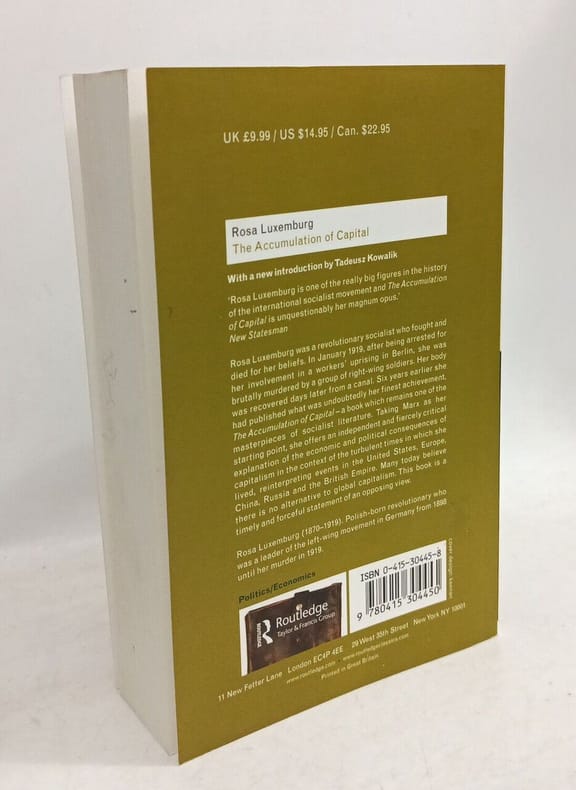 UK £9.99 / US $14.95 / Can. $22.95
Rosa Luxemburg
The Accumulation of Capital
With a new introduction by Tadeusz Kowalik
'Rosa Luxemburg is one of the really big figures in the history
of the international socialist movement and The Accumulation
of Capital is unquestionably her magnum opus.'
New Statesman
Rosa Luxemburg was a revolutionary socialist who fought and
died for her beliefs. In January 1919, after being arrested for
her involvement in a workers' uprising in Berlin, she was
brutally murdered by a group of right-wing soldiers. Her body
was recovered days later from a canal. Six years earlier she
had published what was undoubtedly her finest achievement,
The Accumulation of Capital – a book which remains one of the
masterpieces of socialist literature. Taking Marx as her
starting point, she offers an independent and fiercely critical
explanation of the economic and political consequences of
capitalism in the context of the turbulent times in which she
lived, reinterpreting events in the United States, Europe,
China, Russia and the British Empire. Many today believe
there is no alternative to global capitalism. This book is a
timely and forceful statement of an opposing view.
Rosa Luxemburg (1870–1919). Polish-born revolutionary who
was a leader of the left-wing movement in Germany from 1898
until her murder in 1919.
Politics/Economics
ROUTLEDGE
Routledge
Taylor & Francis Group
ISBN 0-415-30445-8
9 780415 304450
cover design: keenan
11 New Fetter Lane London EC4P 4EE 29 West 35th Street New York NY 10001
www.routledge.com · www.routledgeclassics.com
Printed in Great Britain